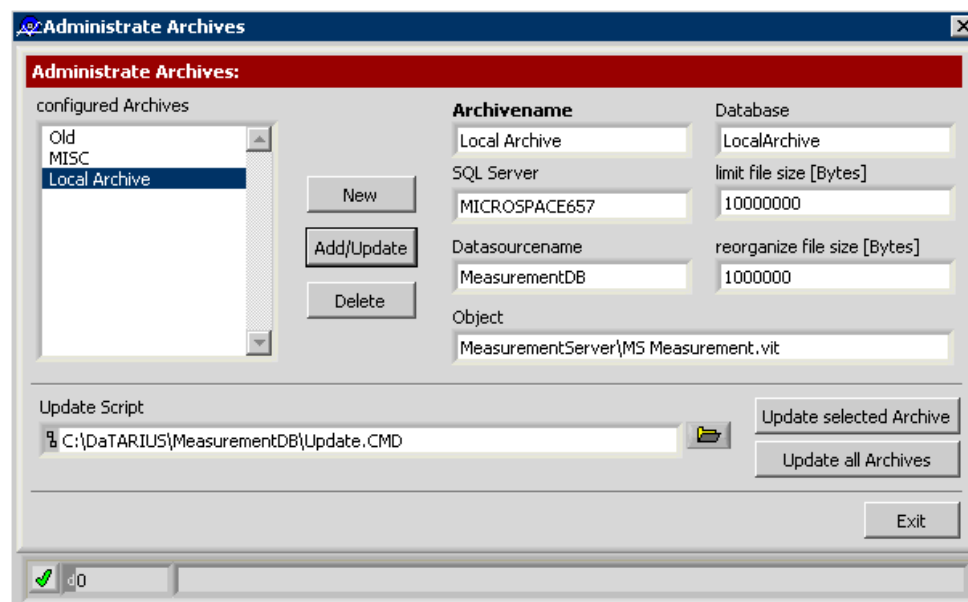 Administrate Archives
Administrate Archives:
configured Archives
Old
MISC
Local Archive
New
Add/Update
Delete
Archivename
Local Archive
Database
LocalArchive
SQL Server
MICROSPACE657
limit file size [Bytes]
10000000
Datasourcename
MeasurementDB
reorganize file size [Bytes]
1000000
Object
MeasurementServer\MS Measurement.vit
Update Script
C:\DaTARIUS\MeasurementDB\Update.CMD
Update selected Archive
Update all Archives
Exit
d0